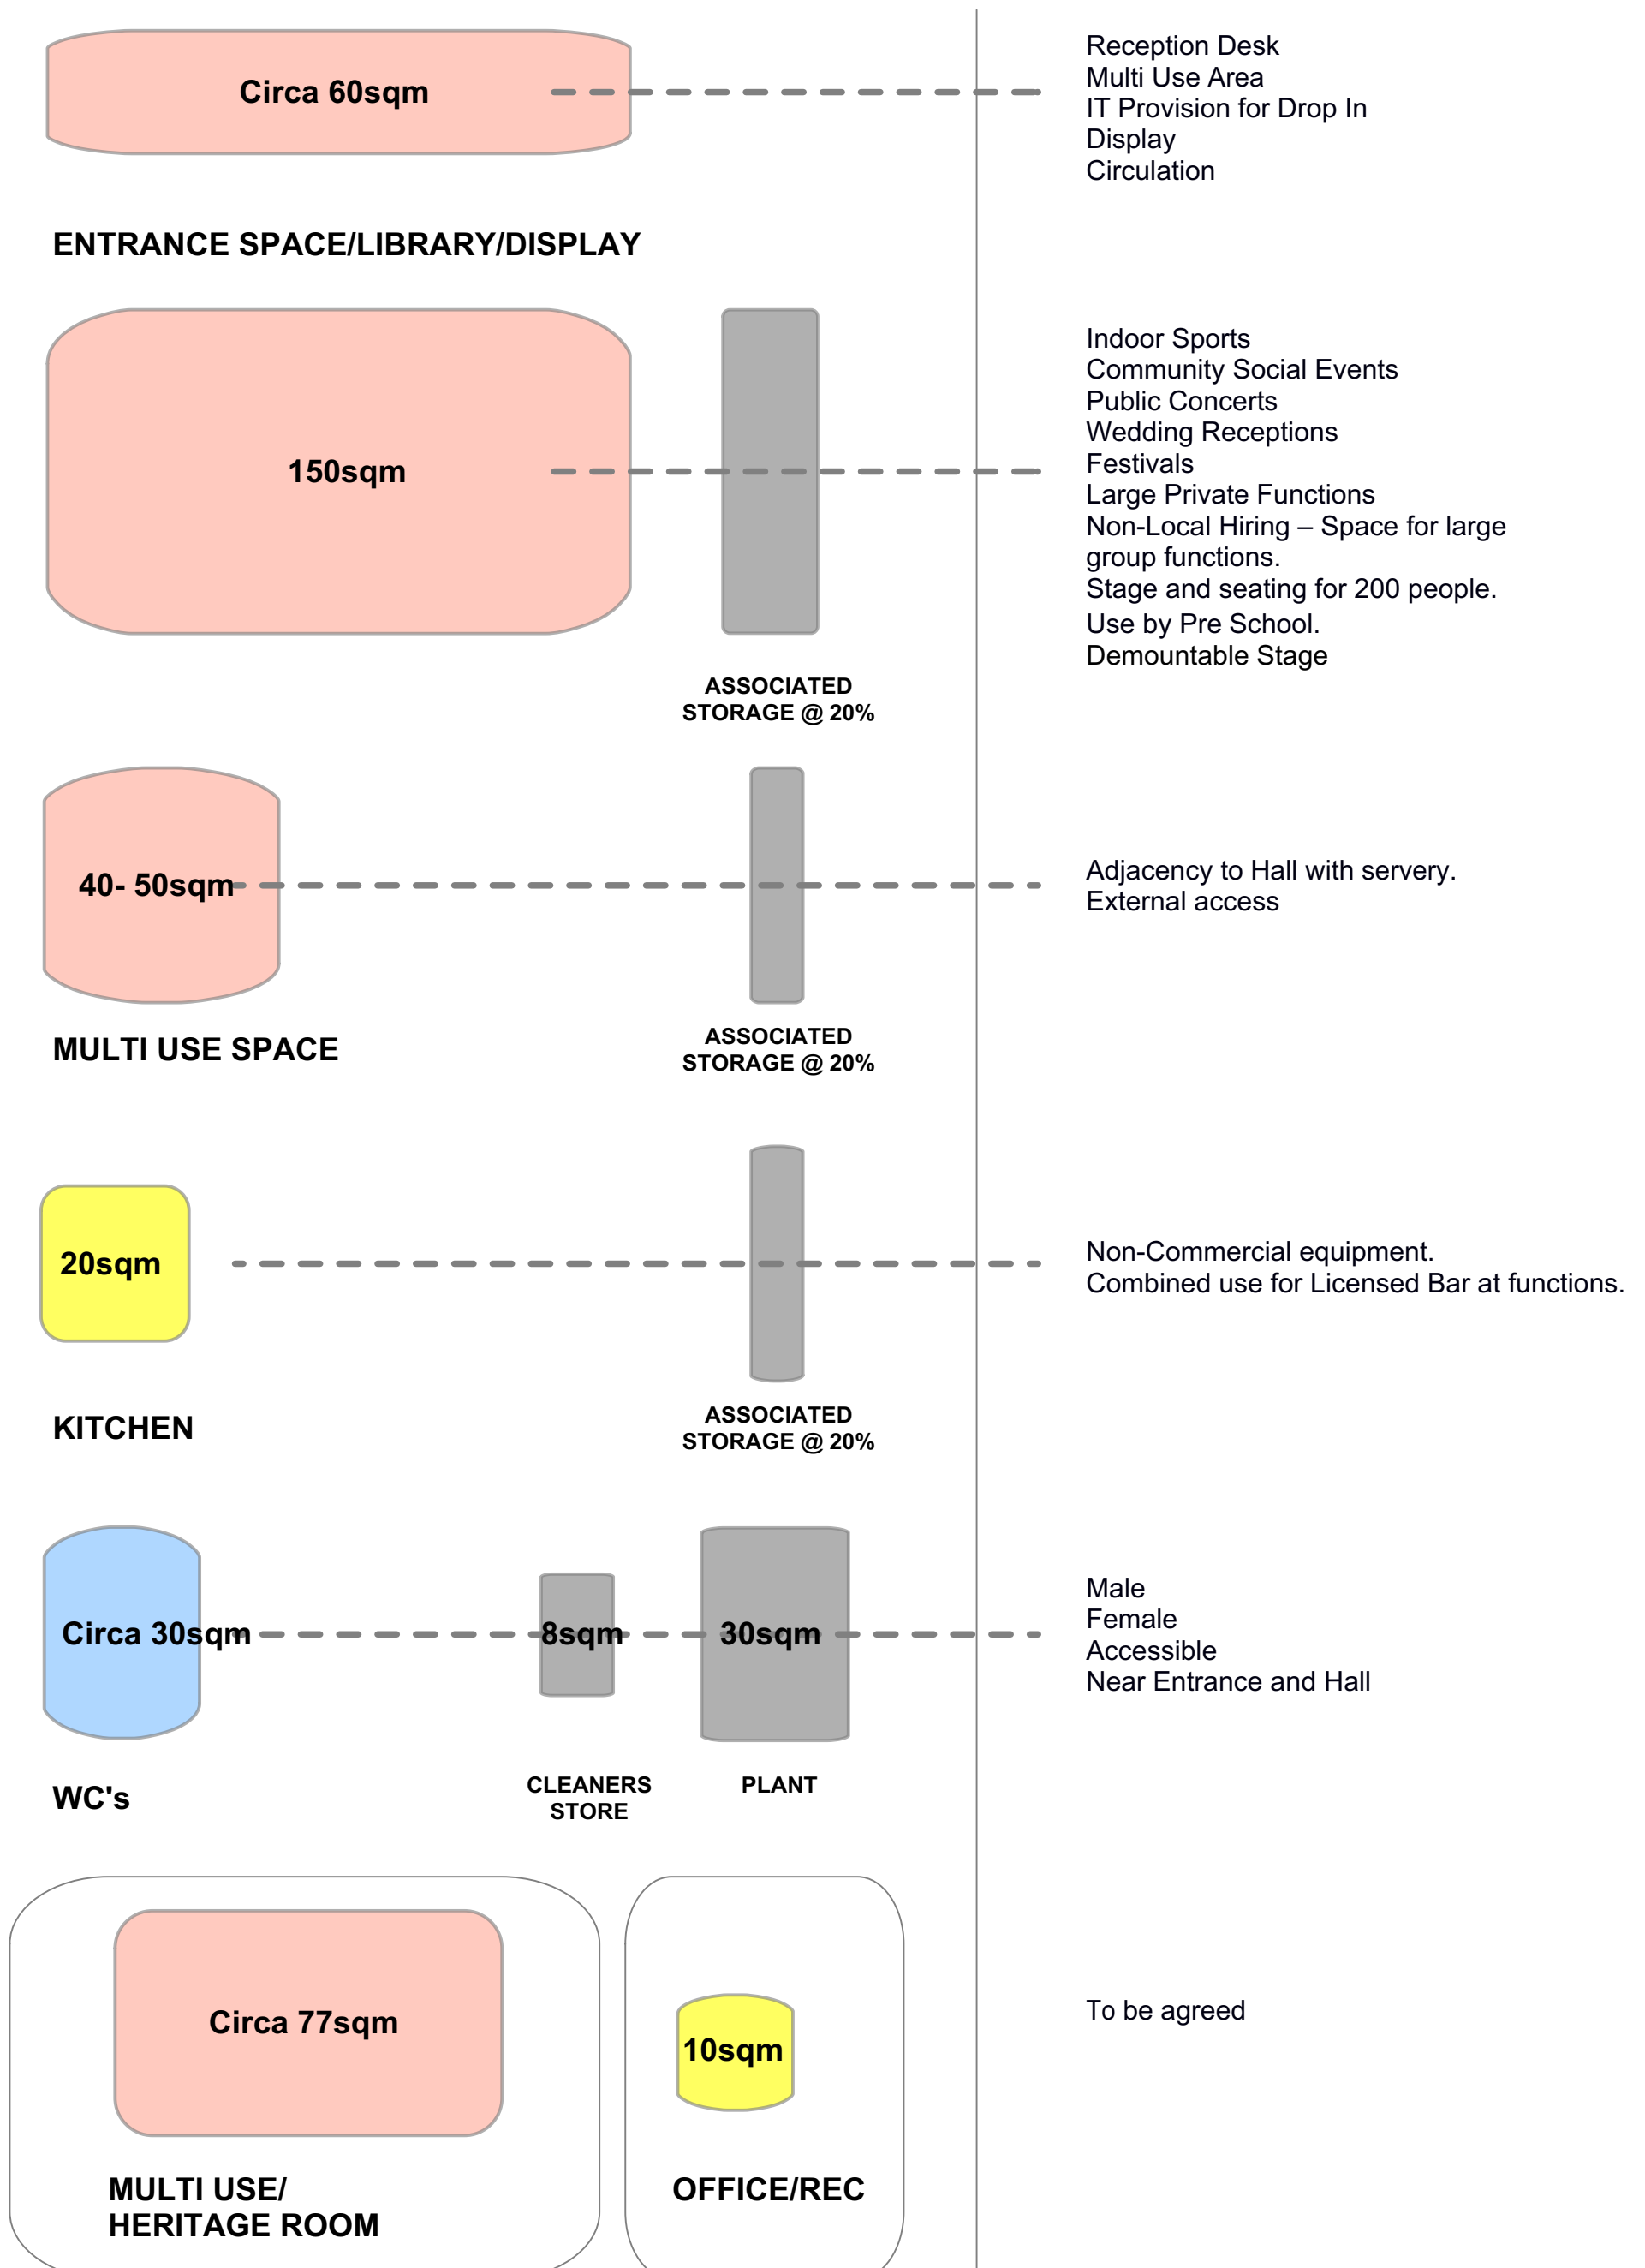 Circa 60sqm
Reception Desk
Multi Use Area
IT Provision for Drop In
Display
Circulation
ENTRANCE SPACE/LIBRARY/DISPLAY
150sqm
Indoor Sports
Community Social Events
Public Concerts
Wedding Receptions
Festivals
Large Private Functions
Non-Local Hiring – Space for large
group functions.
Stage and seating for 200 people.
Use by Pre School.
Demountable Stage
ASSOCIATED
STORAGE @ 20%
40- 50sqm
Adjacency to Hall with servery.
External access
MULTI USE SPACE
ASSOCIATED
STORAGE @ 20%
20sqm
Non-Commercial equipment.
Combined use for Licensed Bar at functions.
KITCHEN
ASSOCIATED
STORAGE @ 20%
Circa 30sqm
8sqm
30sqm
Male
Female
Accessible
Near Entrance and Hall
WC's
CLEANERS
STORE
PLANT
Circa 77sqm
10sqm
To be agreed
MULTI USE/
HERITAGE ROOM
OFFICE/REC